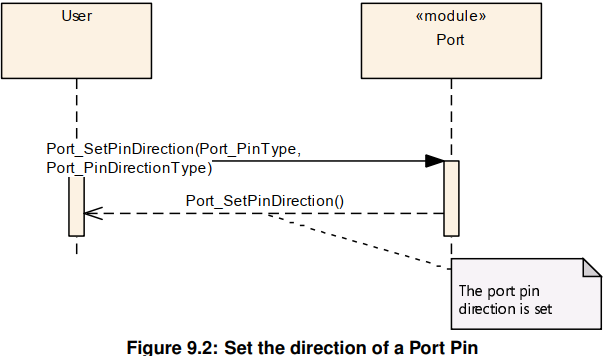 User
«module»
Port
Port_SetPinDirection(Port_PinType,
Port_PinDirectionType)
Port_SetPinDirection()
The port pin
direction is set
Figure 9.2: Set the direction of a Port Pin